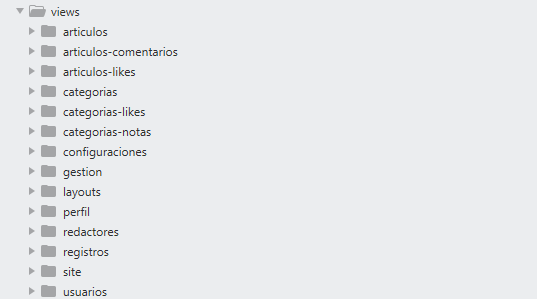 views
articulos
articulos-comentarios
articulos-likes
categorias
categorias-likes
categorias-notas
configuraciones
gestion
layouts
perfil
redactores
registros
site
usuarios